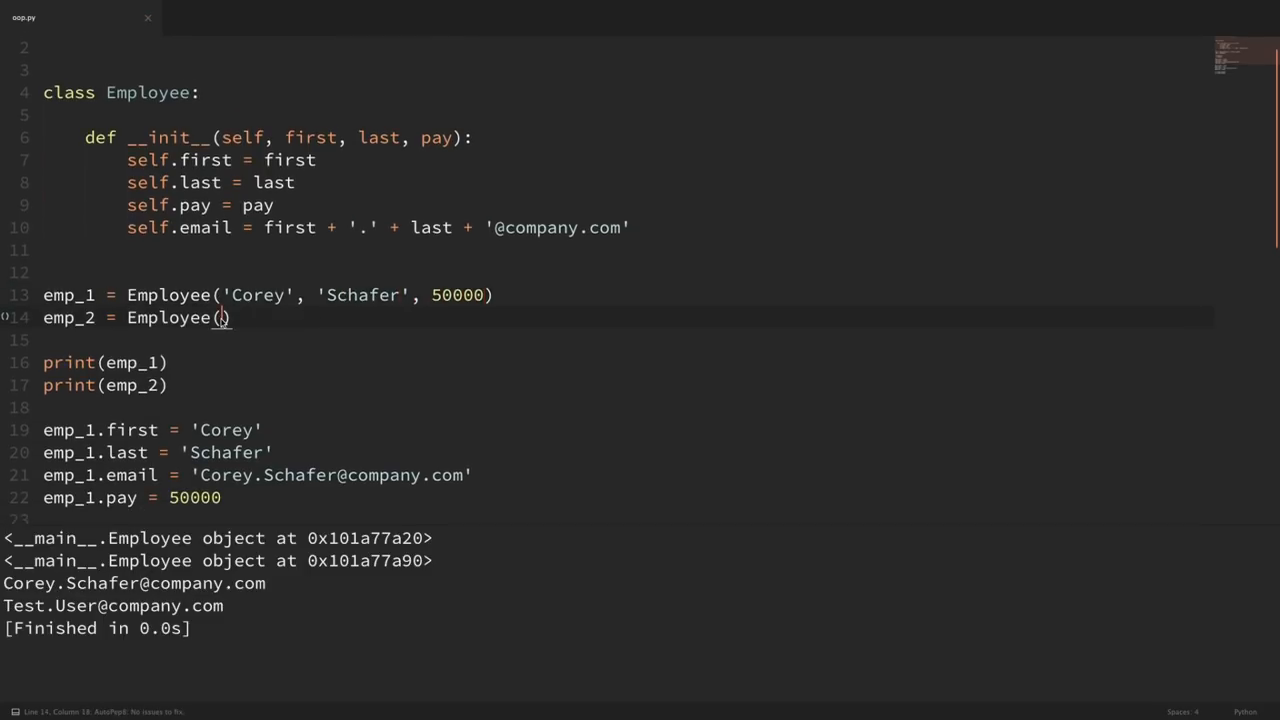 oop.py ×
2
3
4 class Employee:
5
6 def __init__(self, first, last, pay):
7 self.first = first
8 self.last = last
9 self.pay = pay
10 self.email = first + '.' + last + '@company.com'
11
12
13 emp_1 = Employee('Corey', 'Schafer', 50000)
() 14 emp_2 = Employee()
15
16 print(emp_1)
17 print(emp_2)
18
19 emp_1.first = 'Corey'
20 emp_1.last = 'Schafer'
21 emp_1.email = 'Corey.Schafer@company.com'
22 emp_1.pay = 50000
23
<__main__.Employee object at 0x101a77a20>
<__main__.Employee object at 0x101a77a90>
Corey.Schafer@company.com
Test.User@company.com
[Finished in 0.0s]
Line 14, Column 18; AutoPep8: No issues to fix. Spaces: 4 Python